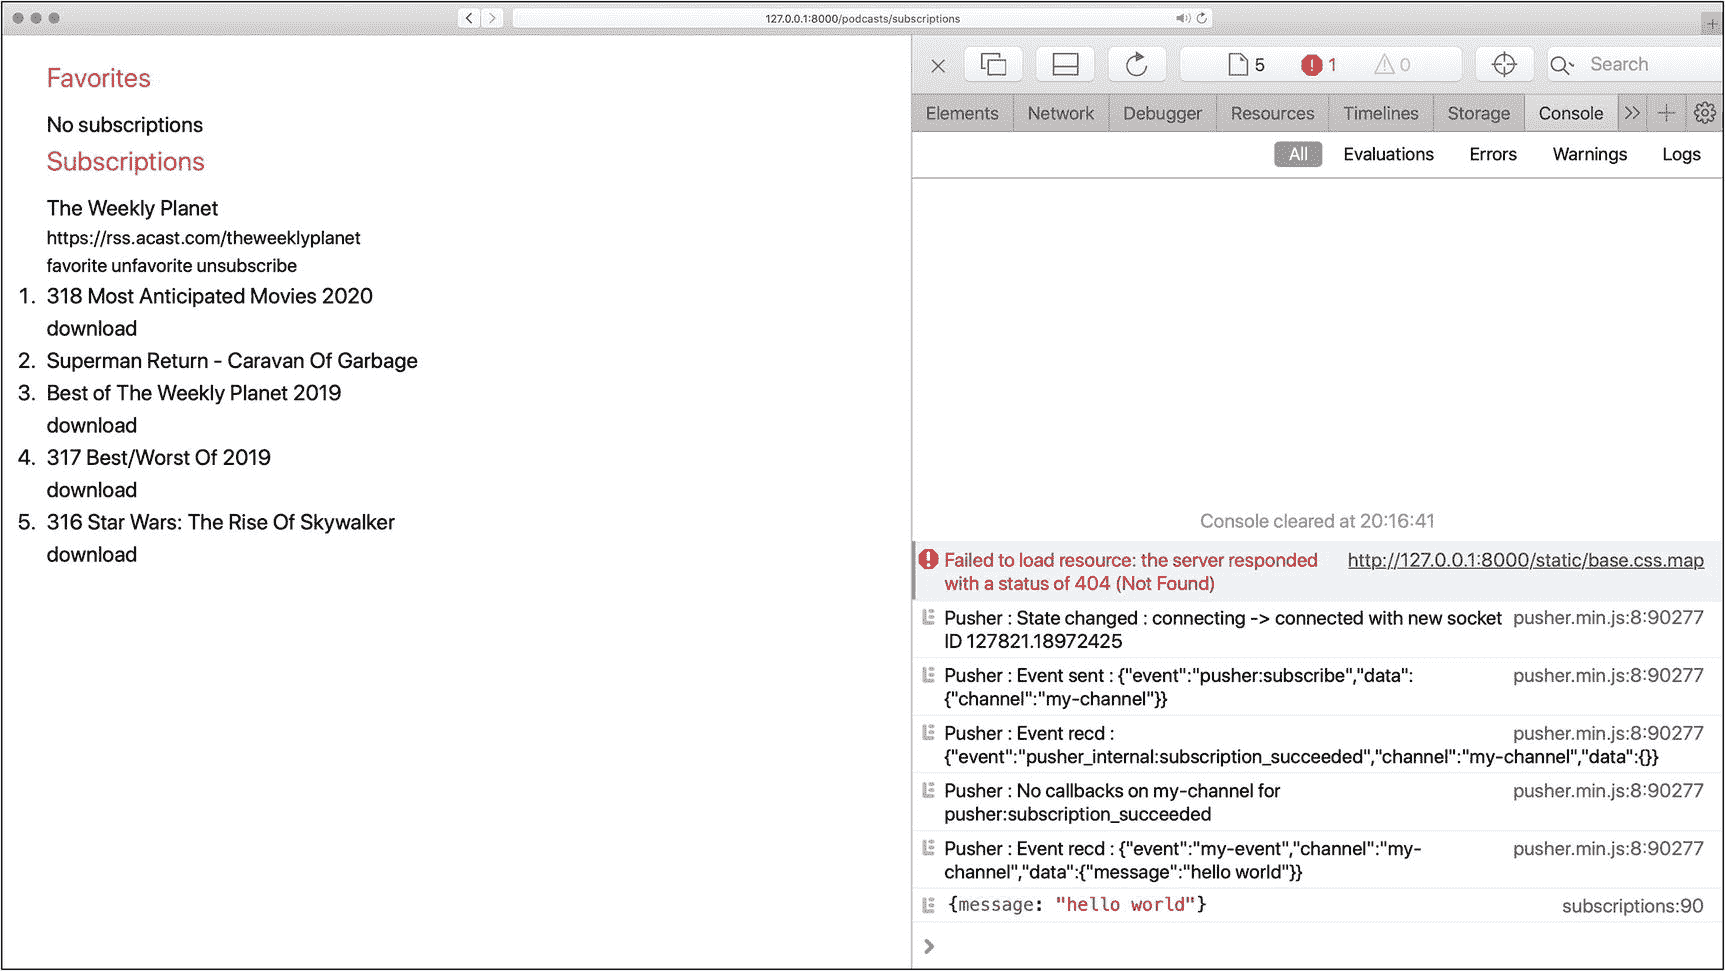 127.0.0.1:8000/podcasts/subscriptions
Favorites
No subscriptions
Subscriptions
The Weekly Planet
https://rss.acast.com/theweeklyplanet
favorite unfavorite unsubscribe
1. 318 Most Anticipated Movies 2020
download
2. Superman Return - Caravan Of Garbage
3. Best of The Weekly Planet 2019
download
4. 317 Best/Worst Of 2019
download
5. 316 Star Wars: The Rise Of Skywalker
download
5 1 0 Search
Elements Network Debugger Resources Timelines Storage Console
All Evaluations Errors Warnings Logs
Console cleared at 20:16:41
Failed to load resource: the server responded http://127.0.0.1:8000/static/base.css.map
with a status of 404 (Not Found)
Pusher : State changed : connecting -> connected with new socket pusher.min.js:8:90277
ID 127821.18972425
Pusher : Event sent : {"event":"pusher:subscribe","data": pusher.min.js:8:90277
{"channel":"my-channel"}}
Pusher : Event recd : pusher.min.js:8:90277
{"event":"pusher_internal:subscription_succeeded","channel":"my-channel","data":{}}
Pusher : No callbacks on my-channel for pusher.min.js:8:90277
pusher:subscription_succeeded
Pusher : Event recd : {"event":"my-event","channel":"my- pusher.min.js:8:90277
channel","data":{"message":"hello world"}}
{message: "hello world"} subscriptions:90